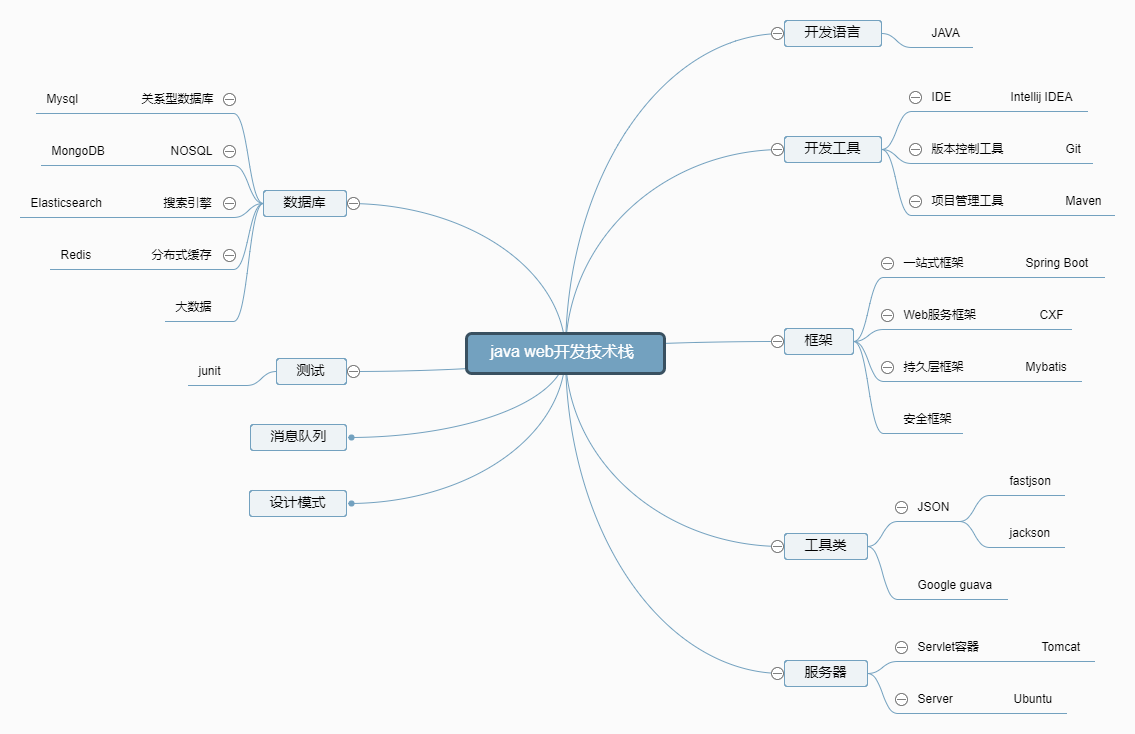 java web开发技术栈
开发语言
JAVA
开发工具
IDE
Intellij IDEA
版本控制工具
Git
项目管理工具
Maven
框架
一站式框架
Spring Boot
Web服务框架
CXF
持久层框架
Mybatis
安全框架
工具类
JSON
fastjson
jackson
Google guava
服务器
Servlet容器
Tomcat
Server
Ubuntu
数据库
关系型数据库
Mysql
NOSQL
MongoDB
搜索引擎
Elasticsearch
分布式缓存
Redis
大数据
测试
junit
消息队列
设计模式